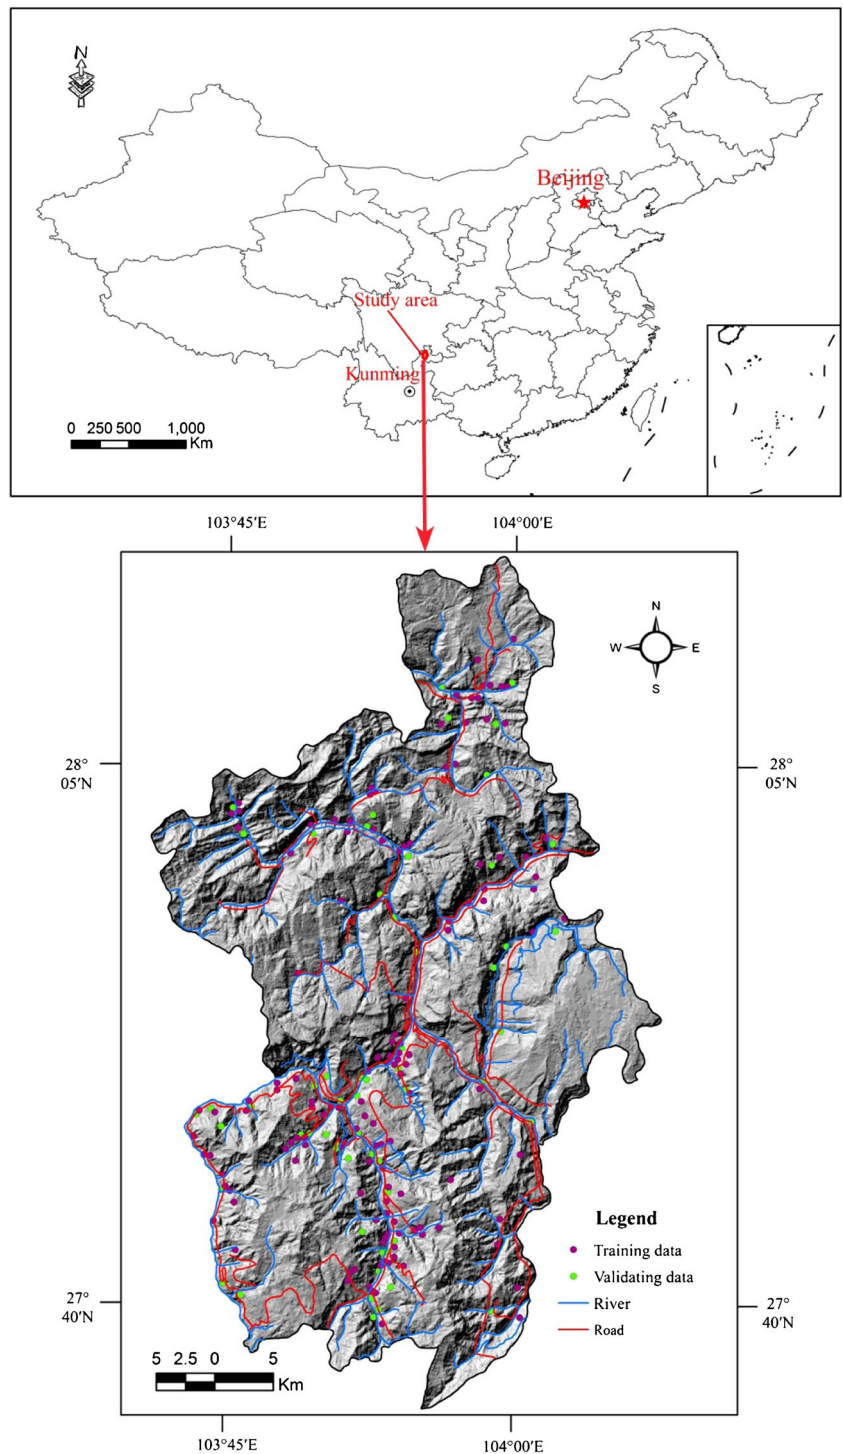 N
Beijing
Study area
Kunming
0 250 500 1,000
Km
103°45′E 104°00′E
N
W E
S
28°
05′N
28°
05′N
Legend
Training data
Validating data
River
Road
27°
40′N
27°
40′N
5 2.5 0 5
Km
103°45′E 104°00′E